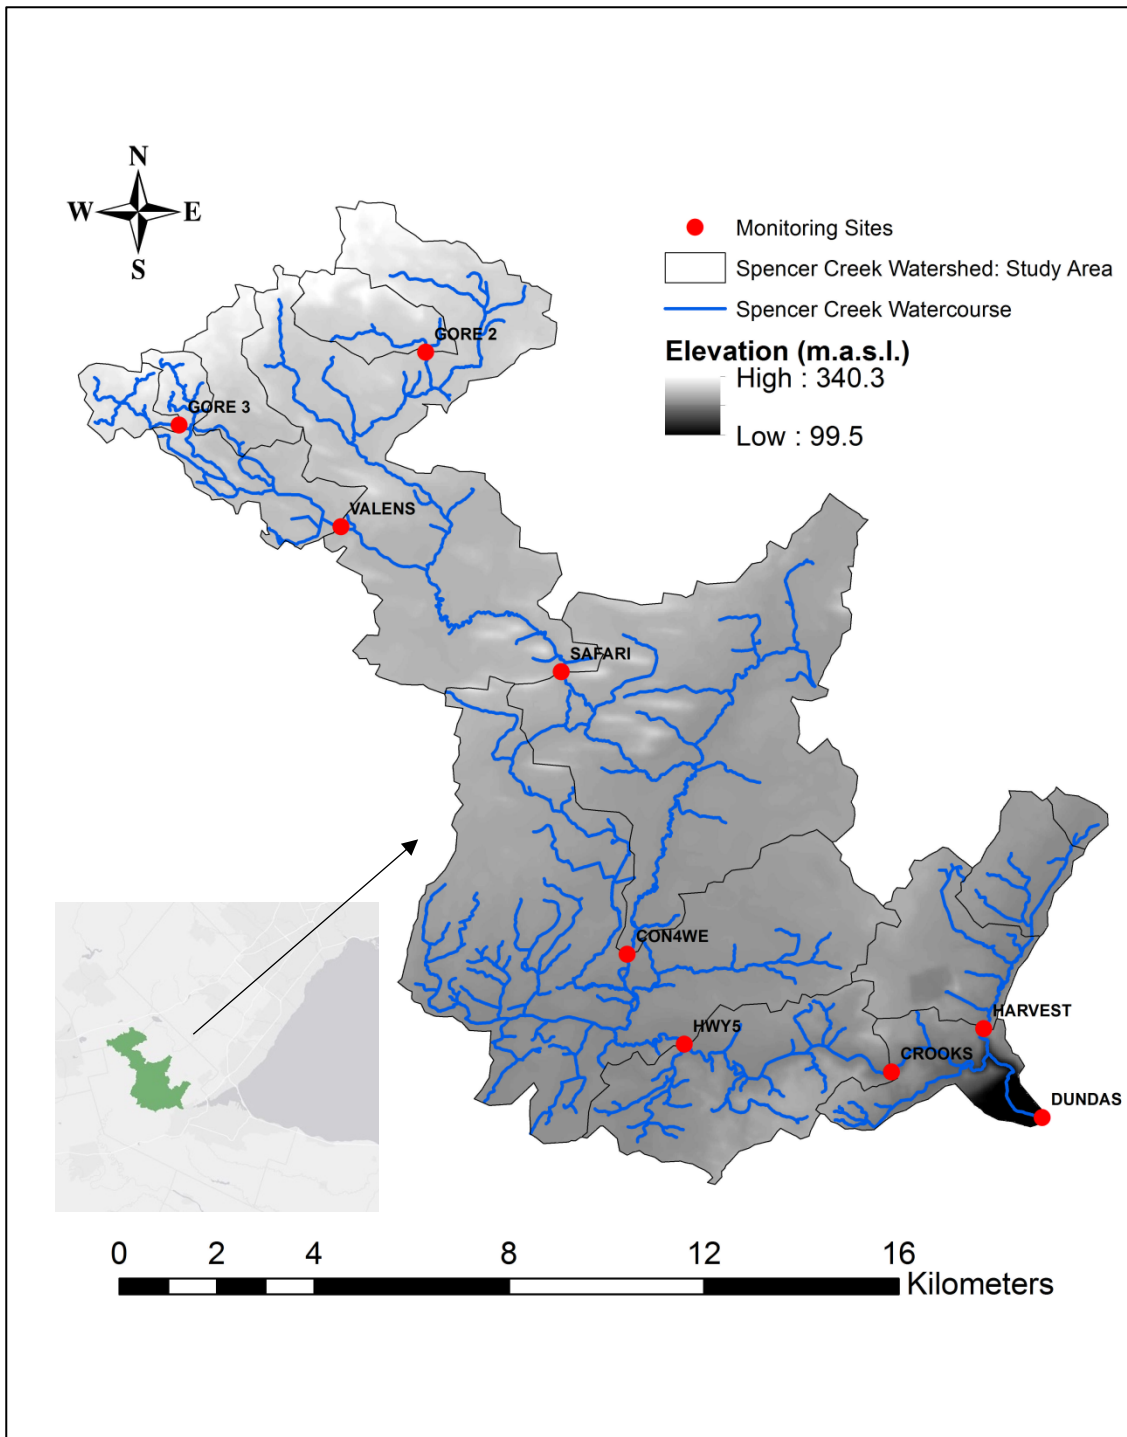 N
W E
S
Monitoring Sites
Spencer Creek Watershed: Study Area
Spencer Creek Watercourse
Elevation (m.a.s.l.)
High : 340.3
Low : 99.5
GORE 2
GORE 3
VALENS
SAFARI
CON4WE
HARVEST
HWY5
CROOKS
DUNDAS
0 2 4 8 12 16
Kilometers